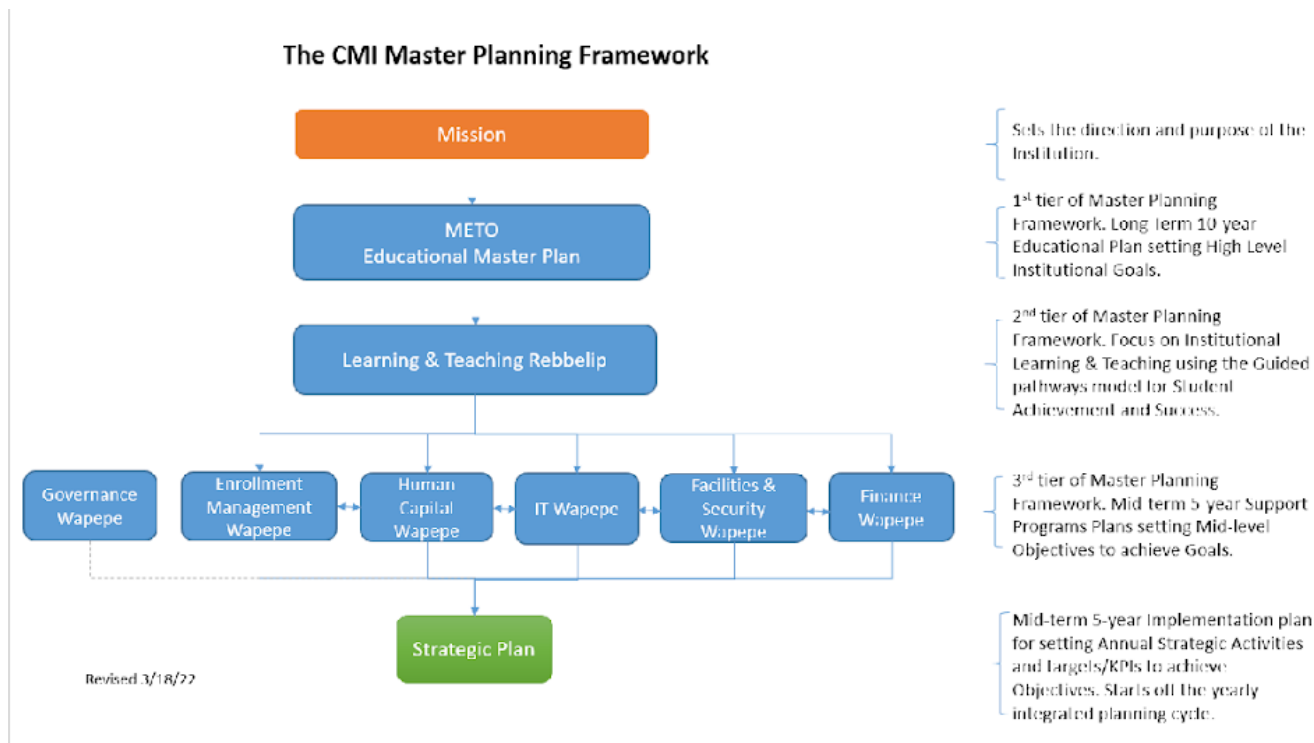 The CMI Master Planning Framework
Mission
Sets the direction and purpose of the
Institution.
METO
Educational Master Plan
1st tier of Master Planning
Framework. Long Term 10 year
Educational Plan setting High Level
Institutional Goals.
Learning & Teaching Rebbelip
2nd tier of Master Planning
Framework. Focus on Institutional
Learning & Teaching using the Guided
pathways model for Student
Achievement and Success.
Governance
Wapepe
Enrollment
Management
Wapepe
Human
Capital
Wapepe
IT Wapepe
Facilities &
Security
Wapepe
Finance
Wapepe
3rd tier of Master Planning
Framework. Mid term 5-year Support
Programs Plans setting Mid-level
Objectives to achieve Goals.
Strategic Plan
Mid-term 5-year Implementation plan
for setting Annual Strategic Activities
and targets/KPIs to achieve
Objectives. Starts off the yearly
integrated planning cycle.
Revised 3/18/22